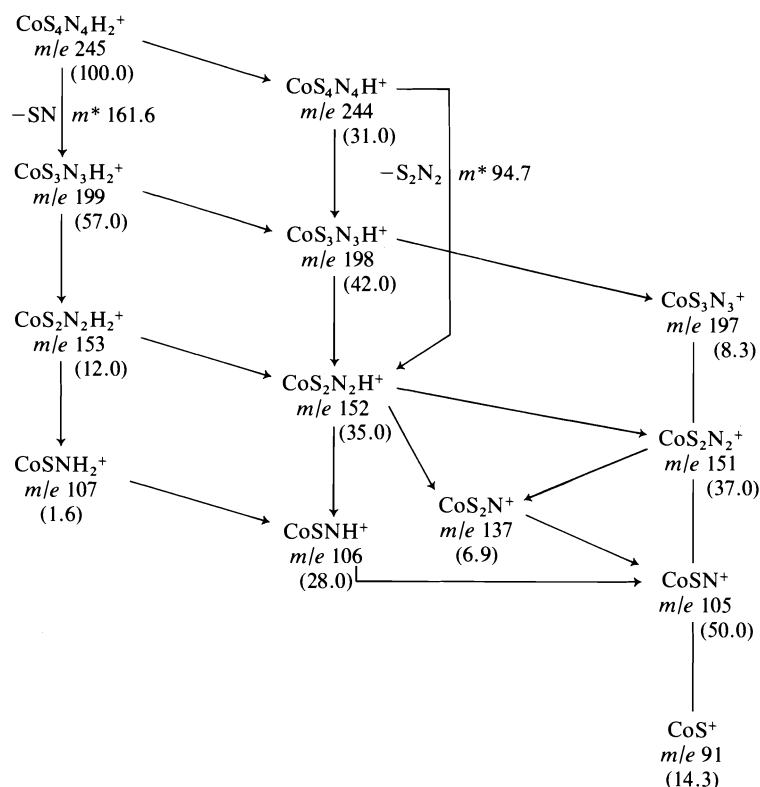 CoS₄N₄H₂⁺
m/e 245
(100.0)
−SN m* 161.6
CoS₄N₄H⁺
m/e 244
(31.0)
−S₂N₂ m* 94.7
CoS₃N₃H₂⁺
m/e 199
(57.0)
CoS₃N₃H⁺
m/e 198
(42.0)
CoS₃N₃⁺
m/e 197
(8.3)
CoS₂N₂H₂⁺
m/e 153
(12.0)
CoS₂N₂H⁺
m/e 152
(35.0)
CoS₂N₂⁺
m/e 151
(37.0)
CoSNH₂⁺
m/e 107
(1.6)
CoS₂N⁺
m/e 137
(6.9)
CoSNH⁺
m/e 106
(28.0)
CoSN⁺
m/e 105
(50.0)
CoS⁺
m/e 91
(14.3)